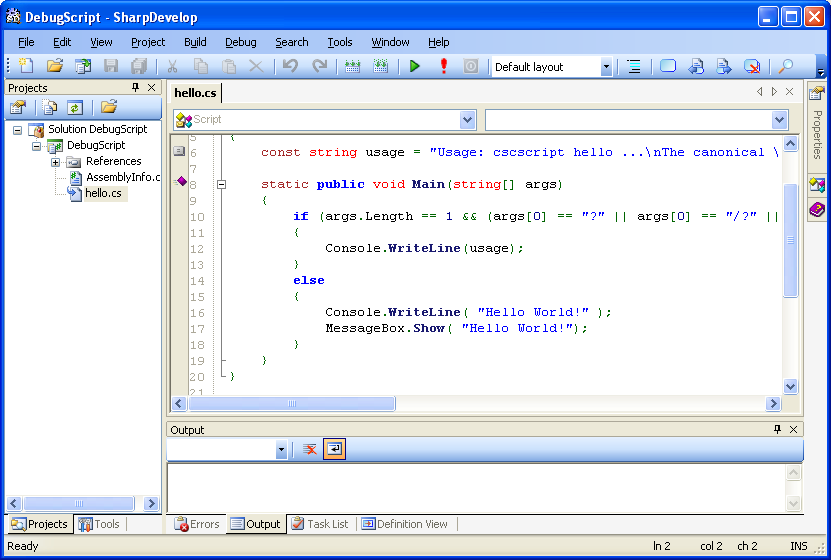 DebugScript - SharpDevelop
File Edit View Project Build Debug Search Tools Window Help
Default layout
Projects
Solution DebugScript
DebugScript
References
AssemblyInfo.c
hello.cs
hello.cs
Script
5 {
6 const string usage = "Usage: cscscript hello ...\nThe canonical \
7
8 static public void Main(string[] args)
9 {
10 if (args.Length == 1 && (args[0] == "?" || args[0] == "/?" ||
11 {
12 Console.WriteLine(usage);
13 }
14 else
15 {
16 Console.WriteLine( "Hello World!" );
17 MessageBox.Show( "Hello World!");
18 }
19 }
20 }
21
Properties
Output
Projects Tools
Errors Output Task List Definition View
Ready ln 2 col 2 ch 2 INS